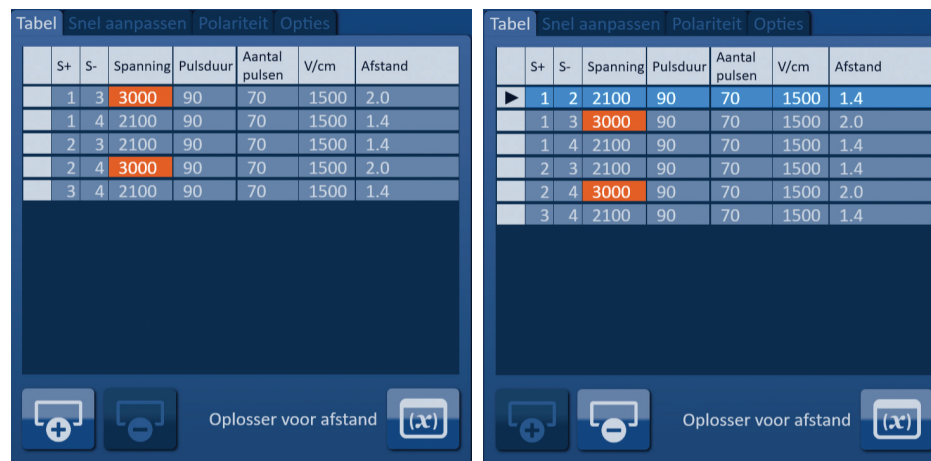 Tabel Snel aanpassen Polariteit Opties
S+ S- Spanning Pulsduur Aantal pulsen V/cm Afstand
1 3 3000 90 70 1500 2.0
1 4 2100 90 70 1500 1.4
2 3 2100 90 70 1500 1.4
2 4 3000 90 70 1500 2.0
3 4 2100 90 70 1500 1.4
Oplosser voor afstand (x)
Tabel Snel aanpassen Polariteit Opties
S+ S- Spanning Pulsduur Aantal pulsen V/cm Afstand
1 2 2100 90 70 1500 1.4
1 3 3000 90 70 1500 2.0
1 4 2100 90 70 1500 1.4
2 3 2100 90 70 1500 1.4
2 4 3000 90 70 1500 2.0
3 4 2100 90 70 1500 1.4
Oplosser voor afstand (x)